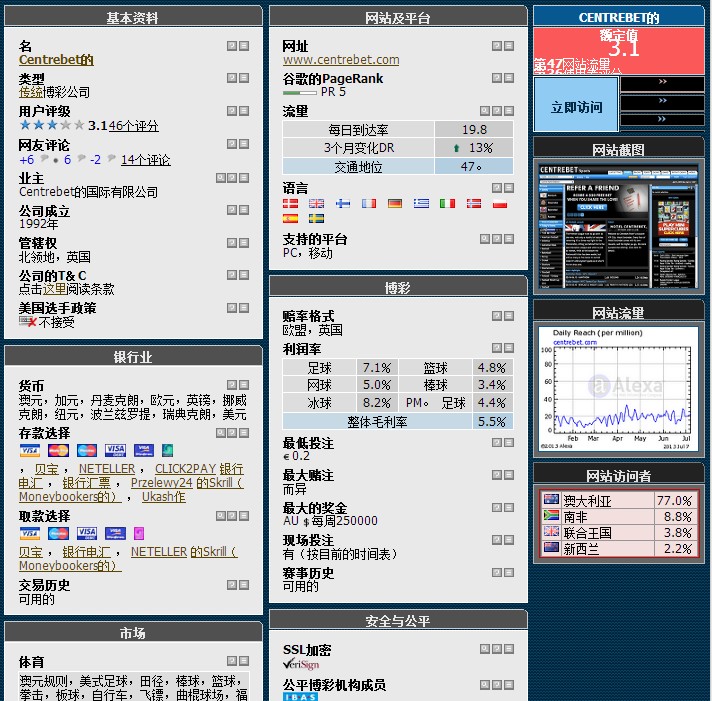 基本资料
名
Centrebet的
类型
传统博彩公司
用户评级
3.1 46个评分
网友评论
+6 6 -2 14个评论
业主
Centrebet的国际有限公司
公司成立
1992年
管辖权
北领地，英国
公司的T& C
点击这里阅读条款
美国选手政策
不接受
银行业
货币
澳元，加元，丹麦克朗，欧元，英镑，挪威
克朗，纽元，波兰兹罗提，瑞典克朗，美元
存款选择
VISA VISA VISA
， 贝宝 ， NETELLER ， CLICK2PAY 银行
电汇 ， 银行汇票 ， Przelewy24 的Skrill（
Moneybookers的） ， Ukash作
取款选择
VISA VISA VISA
贝宝 ， 银行电汇 ， NETELLER 的Skrill（
Moneybookers的）
交易历史
可用的
市场
体育
澳元规则，美式足球，田径，棒球，篮球，
拳击，板球，自行车，飞镖，曲棍球场，福
网站及平台
网址
www.centrebet.com
谷歌的PageRank
PR 5
流量
每日到达率 19.8
3个月变化DR 13%
交通地位 47。
语言
支持的平台
PC，移动
博彩
赔率格式
欧盟，英国
利润率
足球 7.1% 篮球 4.8%
网球 5.0% 棒球 3.4%
冰球 8.2% PM。 足球 4.4%
整体毛利率 5.5%
最低投注
€ 0.2
最大赌注
而异
最大的奖金
AU $ 每周250000
现场投注
有（按目前的时间表）
赛事历史
可用的
安全与公平
SSL加密
VeriSign
公平博彩机构成员
IBAS
CENTREBET的
额定值
3.1
第47网站流量
立即访问
>>
>>
>>
网站截图
CENTREBET Sports
REFER A FRIEND
CLICK HERE
PLAY MINI
网站流量
Daily Reach (per million)
centrebet.com
100
80
60
40
20
0
Alexa
Feb Mar Apr May Jun Jul
©2013 Alexa 2013 Jul 7
网站访问者
澳大利亚 77.0%
南非 8.8%
联合王国 3.8%
新西兰 2.2%